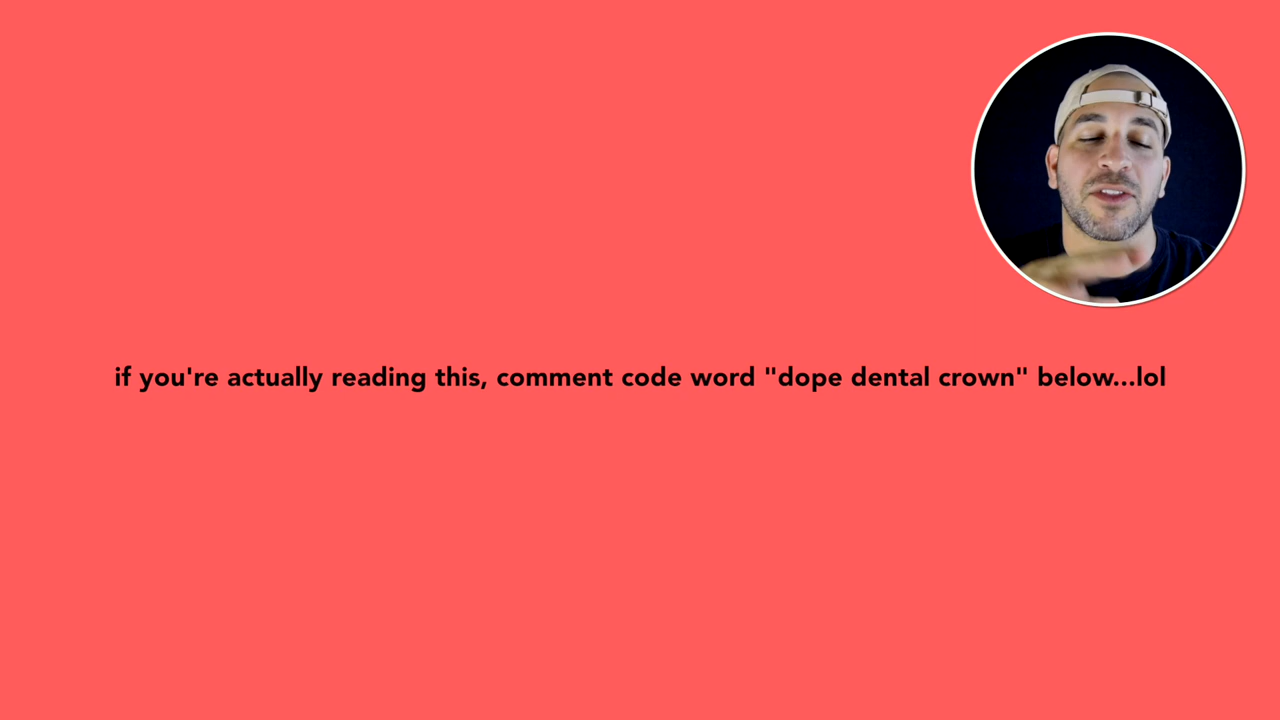 if you're actually reading this, comment code word "dope dental crown" below...lol